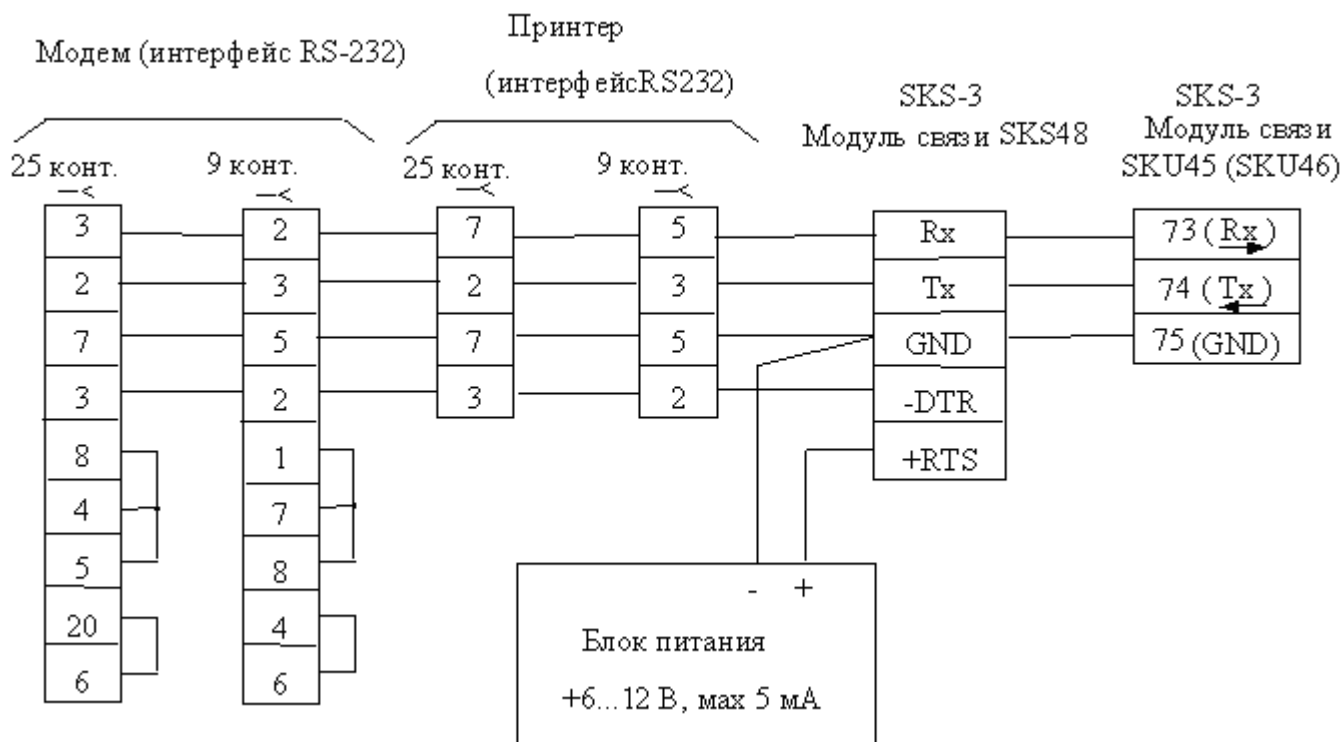 Модем (интерфейс RS-232)
Принтер
(интерфейсRS232)
SKS-3
Модуль связи SKS48
SKS-3
Модуль связи
SKU45 (SKU46)
25 конт.
9 конт.
25 конт.
9 конт.
3 2 7 5 Rx 73 (Rx)
2 3 2 3 Tx 74 (Tx)
7 5 7 5 GND 75 (GND)
3 2 3 2 -DTR
8 1 +RTS
4 7
5 8
20 4
6 6
- +
Блок питания
+6...12 В, мах 5 мА